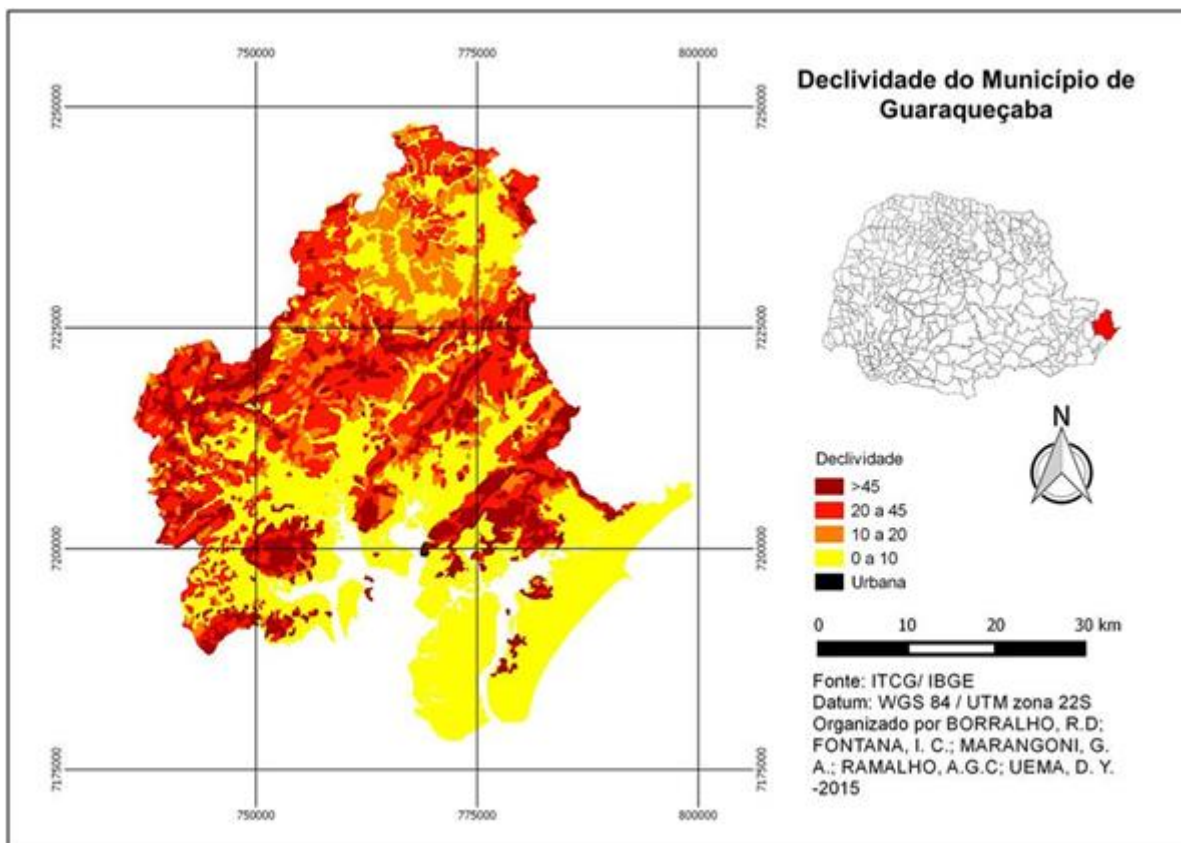 Declividade do Município de
Guaraqueçaba
750000
775000
800000
7250000
7250000
7225000
7225000
7200000
7200000
7175000
7175000
750000
775000
800000
N
Declividade
>45
20 a 45
10 a 20
0 a 10
Urbana
0 10 20 30 km
Fonte: ITCG/ IBGE
Datum: WGS 84 / UTM zona 22S
Organizado por BORRALHO, R.D;
FONTANA, I. C.; MARANGONI, G.
A.; RAMALHO, A.G.C; UEMA, D. Y.
-2015